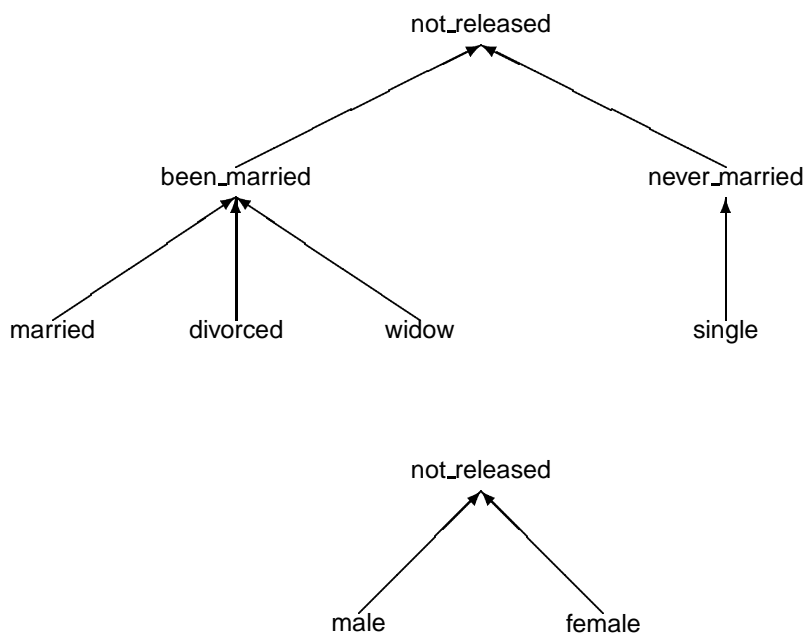 not_released
been_married never_married
married divorced widow single
not_released
male female